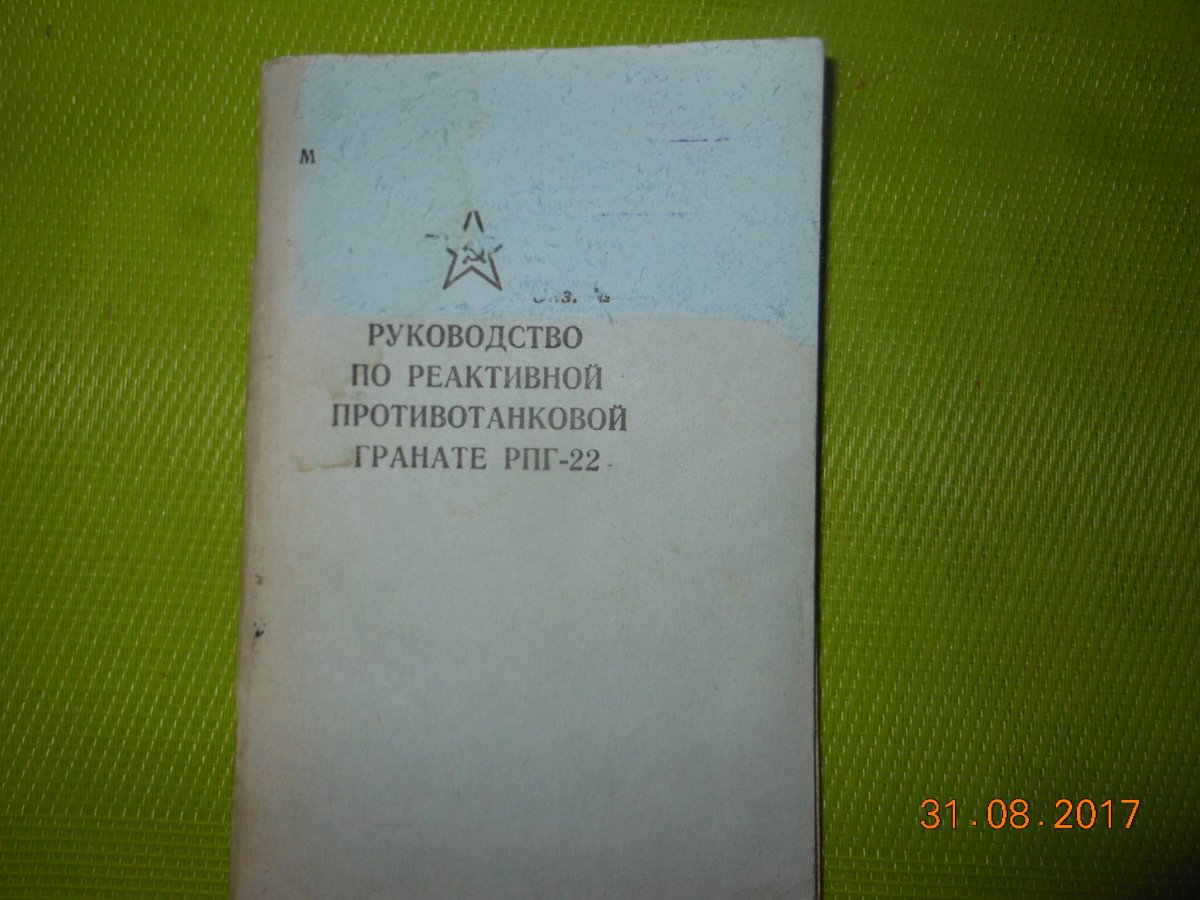 М
РУКОВОДСТВО
ПО РЕАКТИВНОЙ
ПРОТИВОТАНКОВОЙ
ГРАНАТЕ РПГ-22
31.08.2017